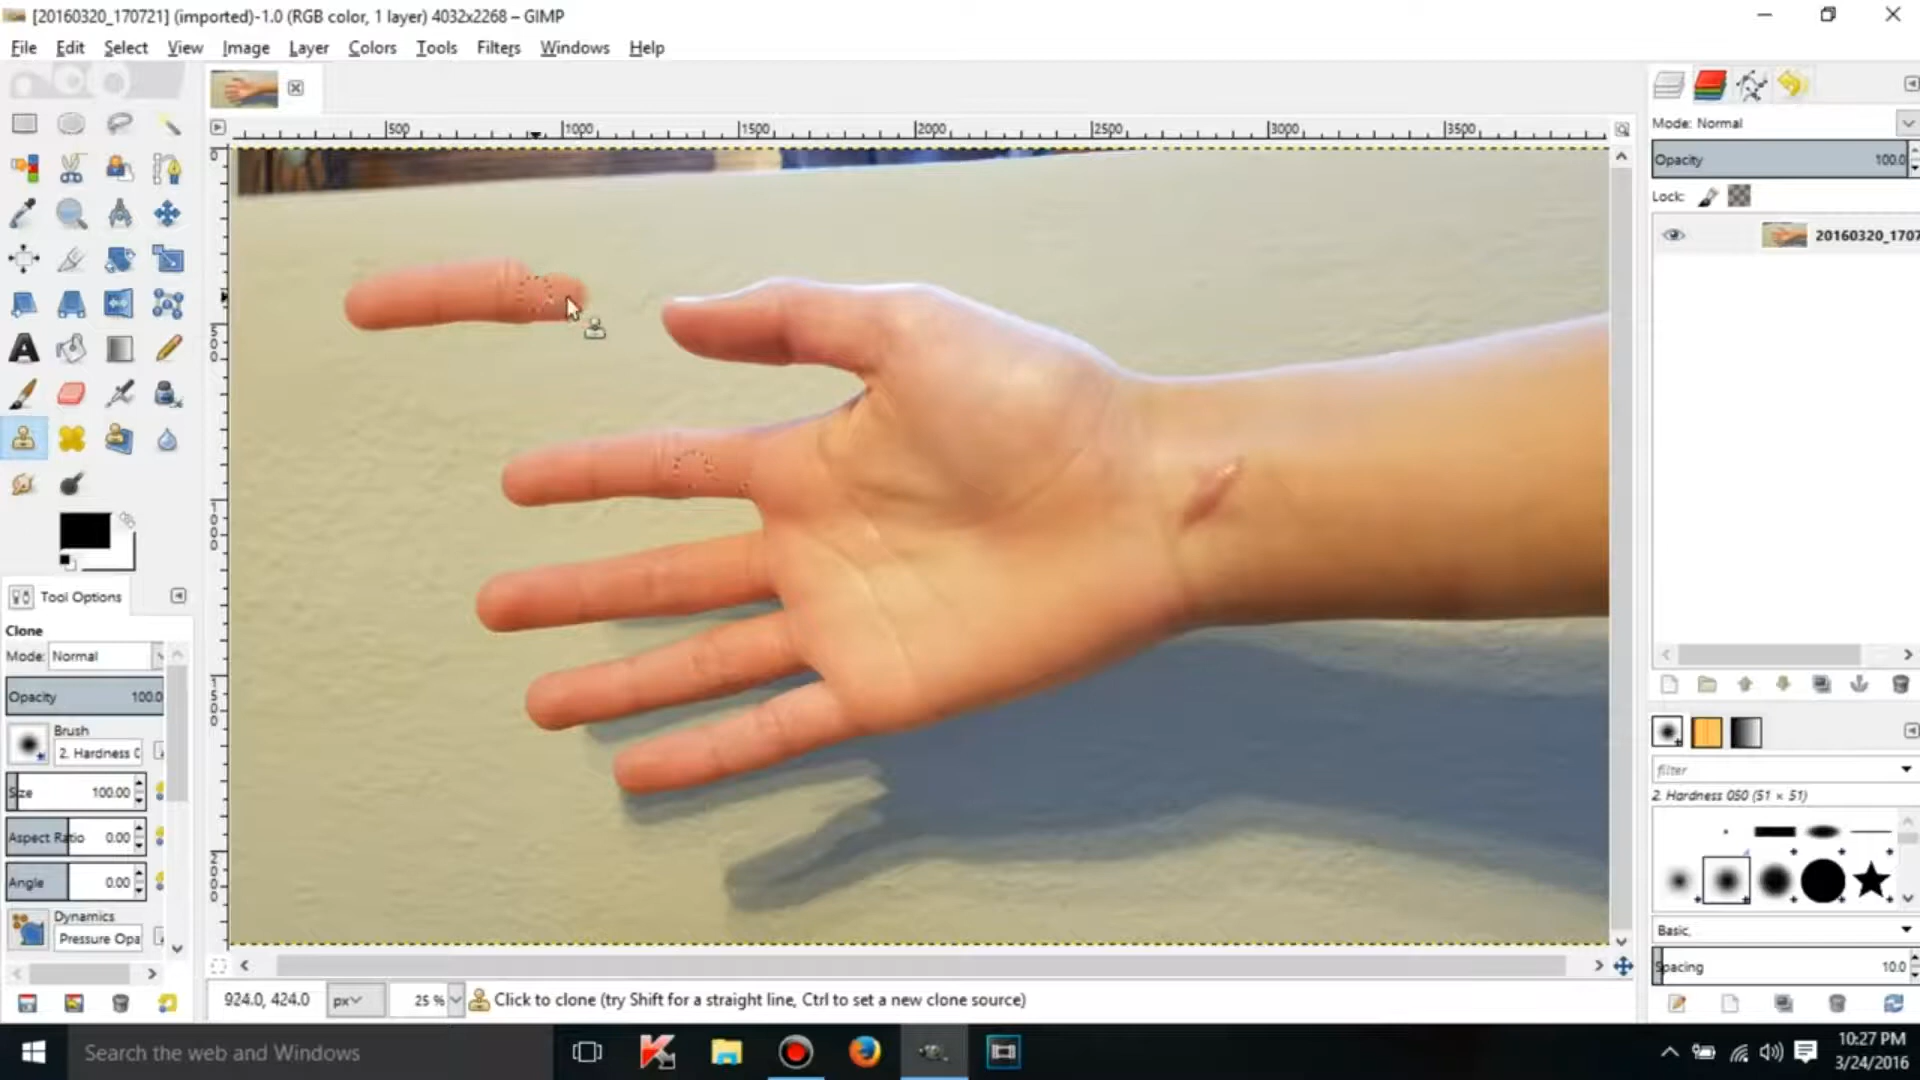 [20160320_170721] (imported)-1.0 (RGB color, 1 layer) 4032x2268 – GIMP
File Edit Select View Image Layer Colors Tools Filters Windows Help
500 1000 1500 2000 2500 3000 3500
0
500
1000
1500
2000
Tool Options
Clone
Mode: Normal
Opacity 100.0
Brush
2. Hardness 0
Size 100.00
Aspect Ratio 0.00
Angle 0.00
Dynamics
Pressure Opa
924.0, 424.0 px 25 % Click to clone (try Shift for a straight line, Ctrl to set a new clone source)
Mode: Normal
Opacity 100.0
Lock:
20160320_1707
filter
2. Hardness 050 (51 × 51)
Basic,
Spacing 10.0
Search the web and Windows
10:27 PM
3/24/2016